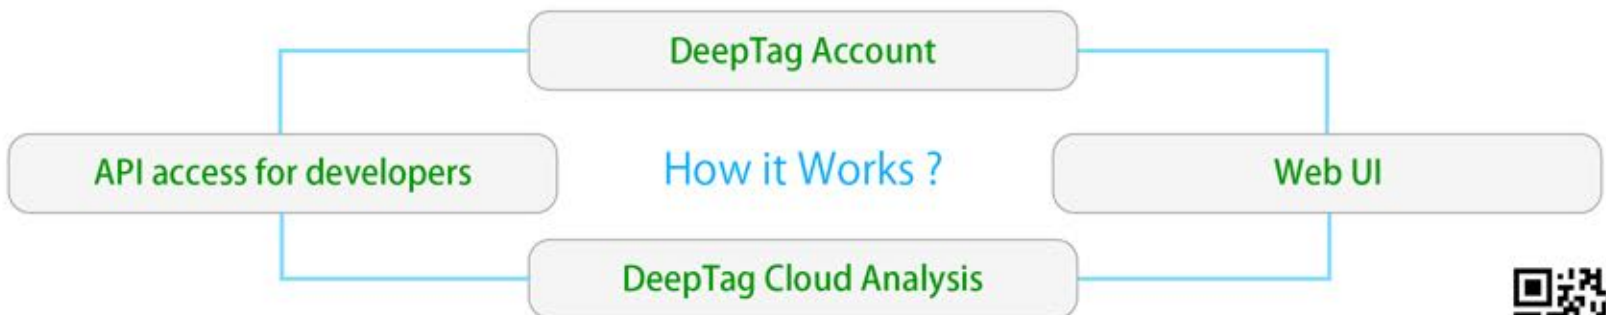 DeepTag Account
API access for developers
How it Works ?
Web UI
DeepTag Cloud Analysis